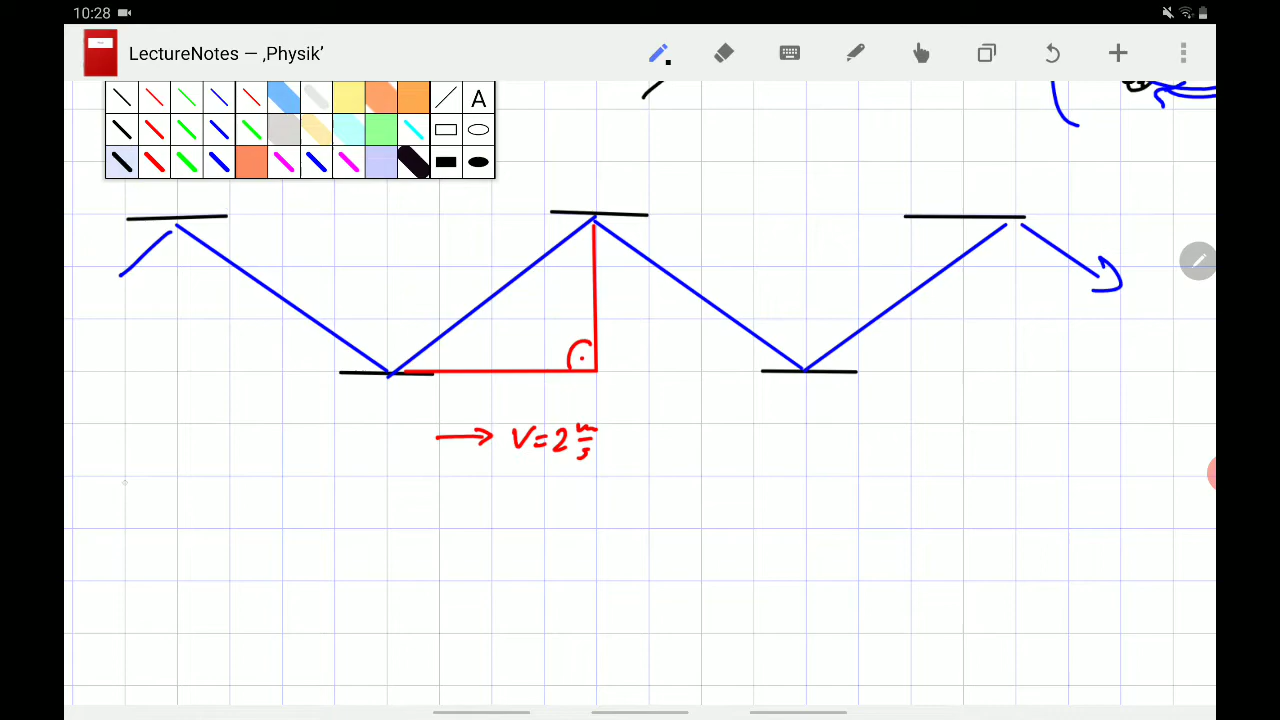 10:28
LectureNotes — ‚Physik‘
A
→ V = 2 m/s